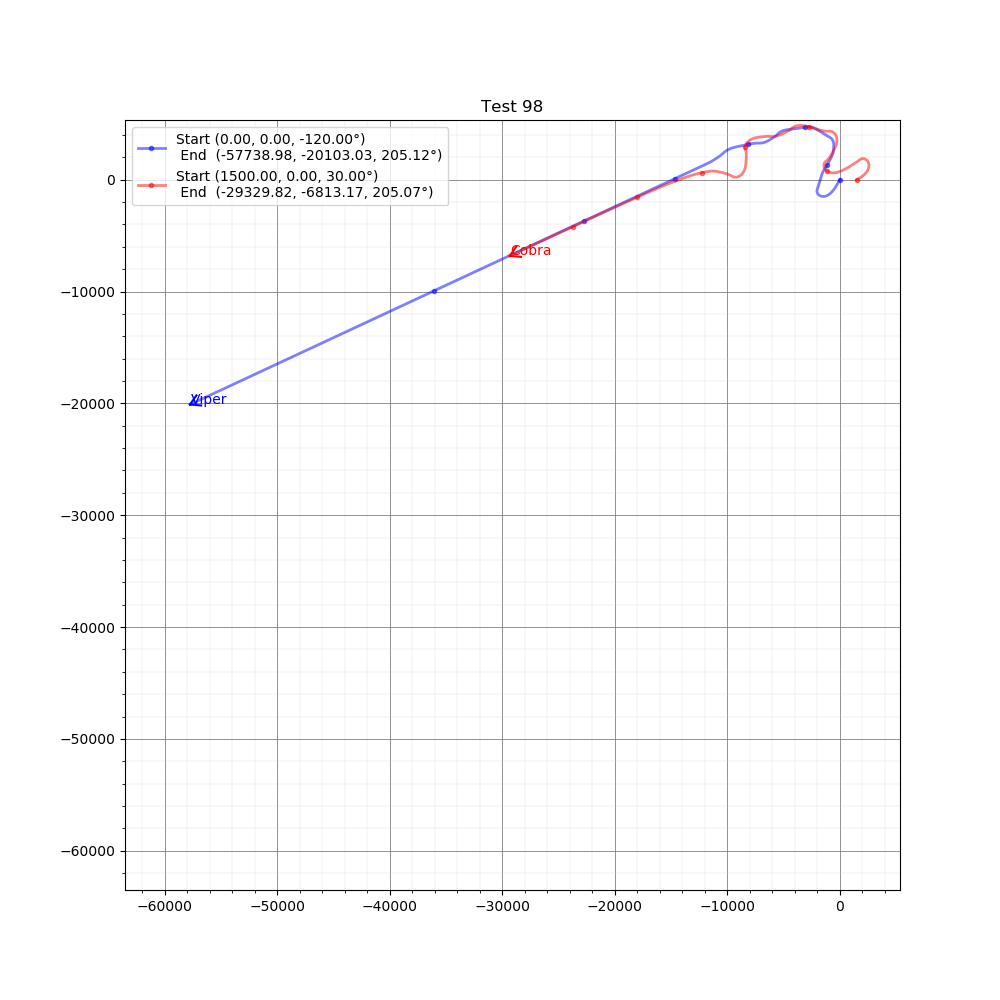 Test 98
Start (0.00, 0.00, -120.00°)
End (-57738.98, -20103.03, 205.12°)
Start (1500.00, 0.00, 30.00°)
End (-29329.82, -6813.17, 205.07°)
0
Cobra
−10000
Viper
−20000
−30000
−40000
−50000
−60000
−60000 −50000 −40000 −30000 −20000 −10000 0